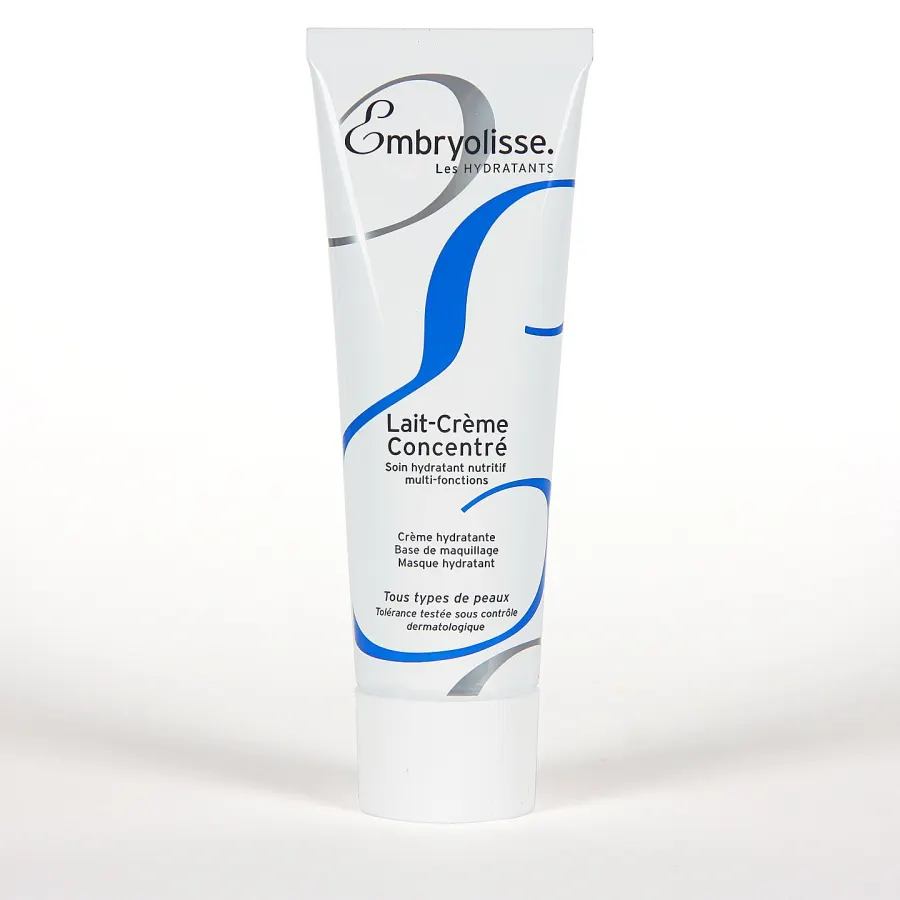 Embryolisse.
Les HYDRATANTS
Lait-Crème
Concentré
Soin hydratant nutritif
multi-fonctions
Crème hydratante
Base de maquillage
Masque hydratant
Tous types de peaux
Tolérance testée sous contrôle
dermatologique